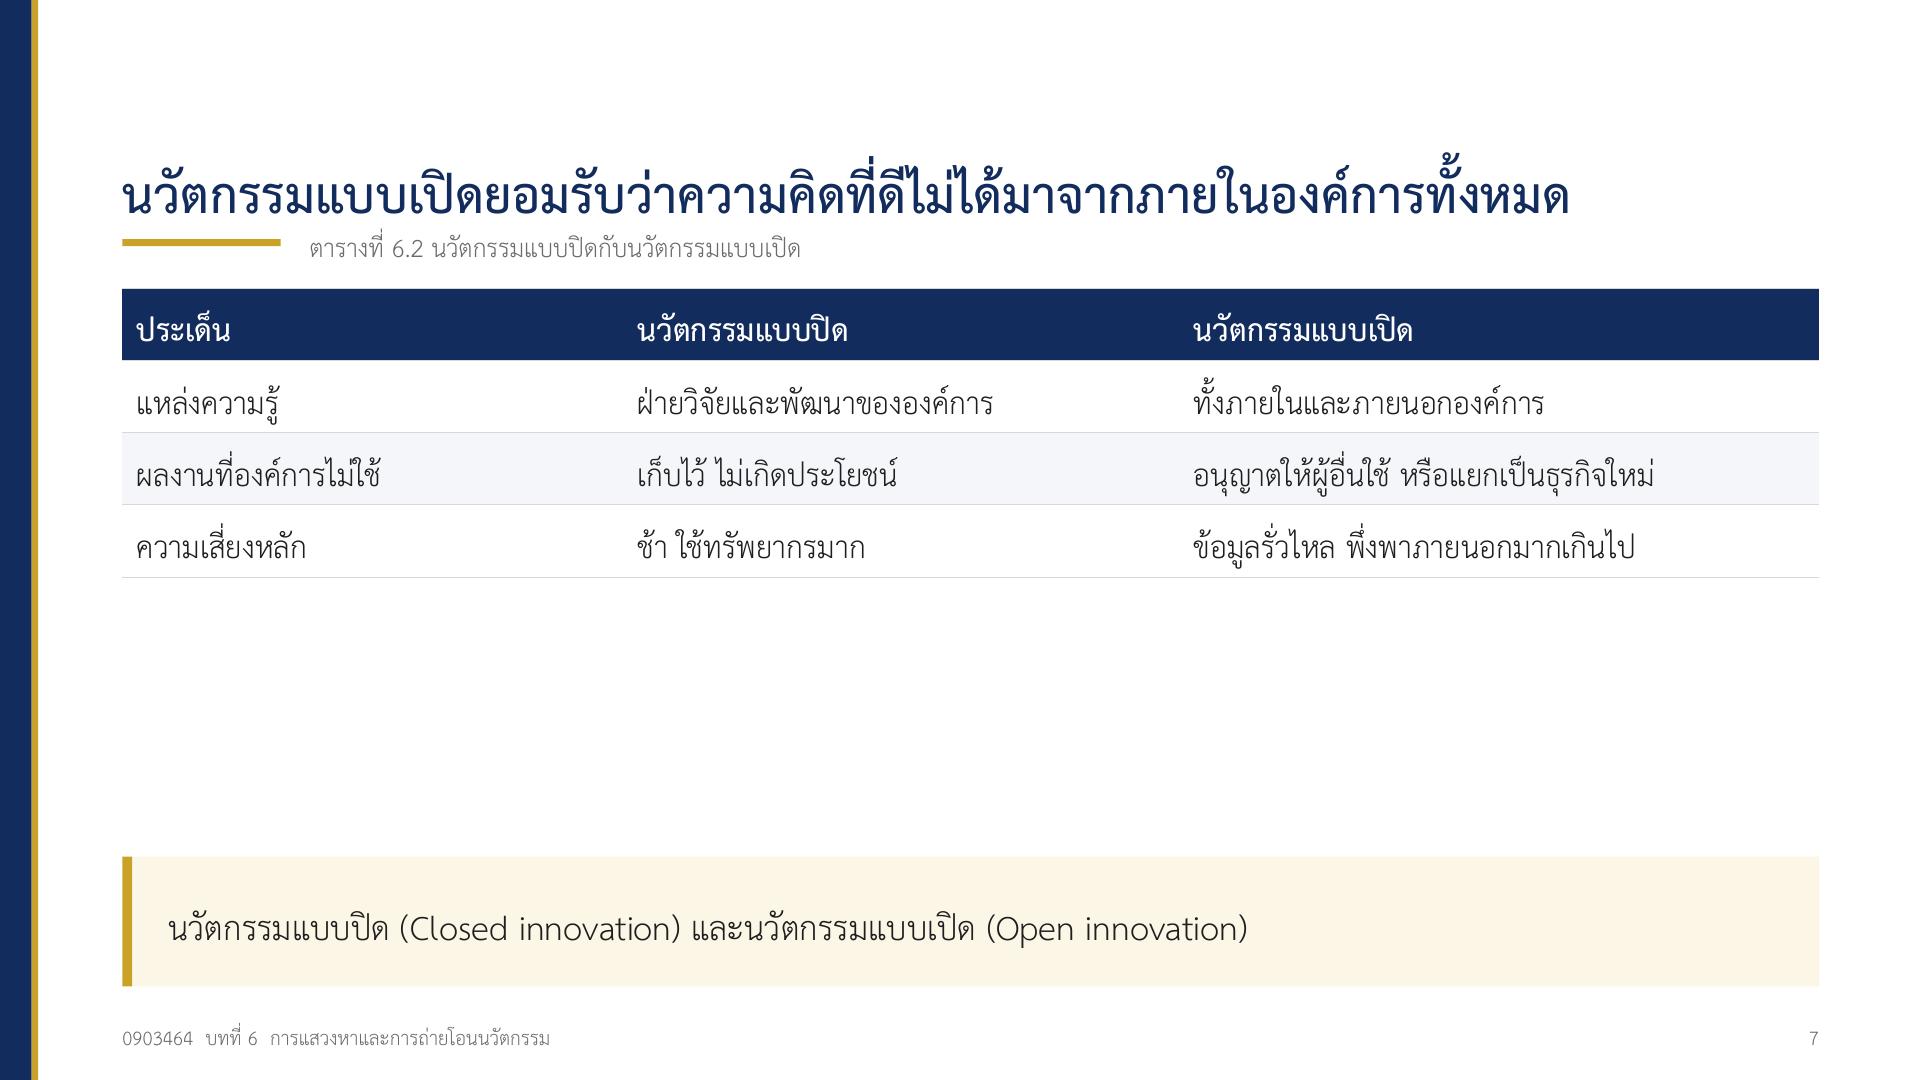 นวัตกรรมแบบเปิดยอมรับว่าความคิดที่ดีไม่ได้มาจากภายในองค์การทั้งหมด
ตารางที่ 6.2 นวัตกรรมแบบปิดกับนวัตกรรมแบบเปิด
ประเด็น นวัตกรรมแบบปิด นวัตกรรมแบบเปิด
แหล่งความรู้ ฝ่ายวิจัยและพัฒนาขององค์การ ทั้งภายในและภายนอกองค์การ
ผลงานที่องค์การไม่ใช้ เก็บไว้ ไม่เกิดประโยชน์ อนุญาตให้ผู้อื่นใช้ หรือแยกเป็นธุรกิจใหม่
ความเสี่ยงหลัก ช้า ใช้ทรัพยากรมาก ข้อมูลรั่วไหล พึ่งพาภายนอกมากเกินไป
นวัตกรรมแบบปิด (Closed innovation) และนวัตกรรมแบบเปิด (Open innovation)
0903464 บทที่ 6 การแสวงหาและการถ่ายโอนนวัตกรรม 7